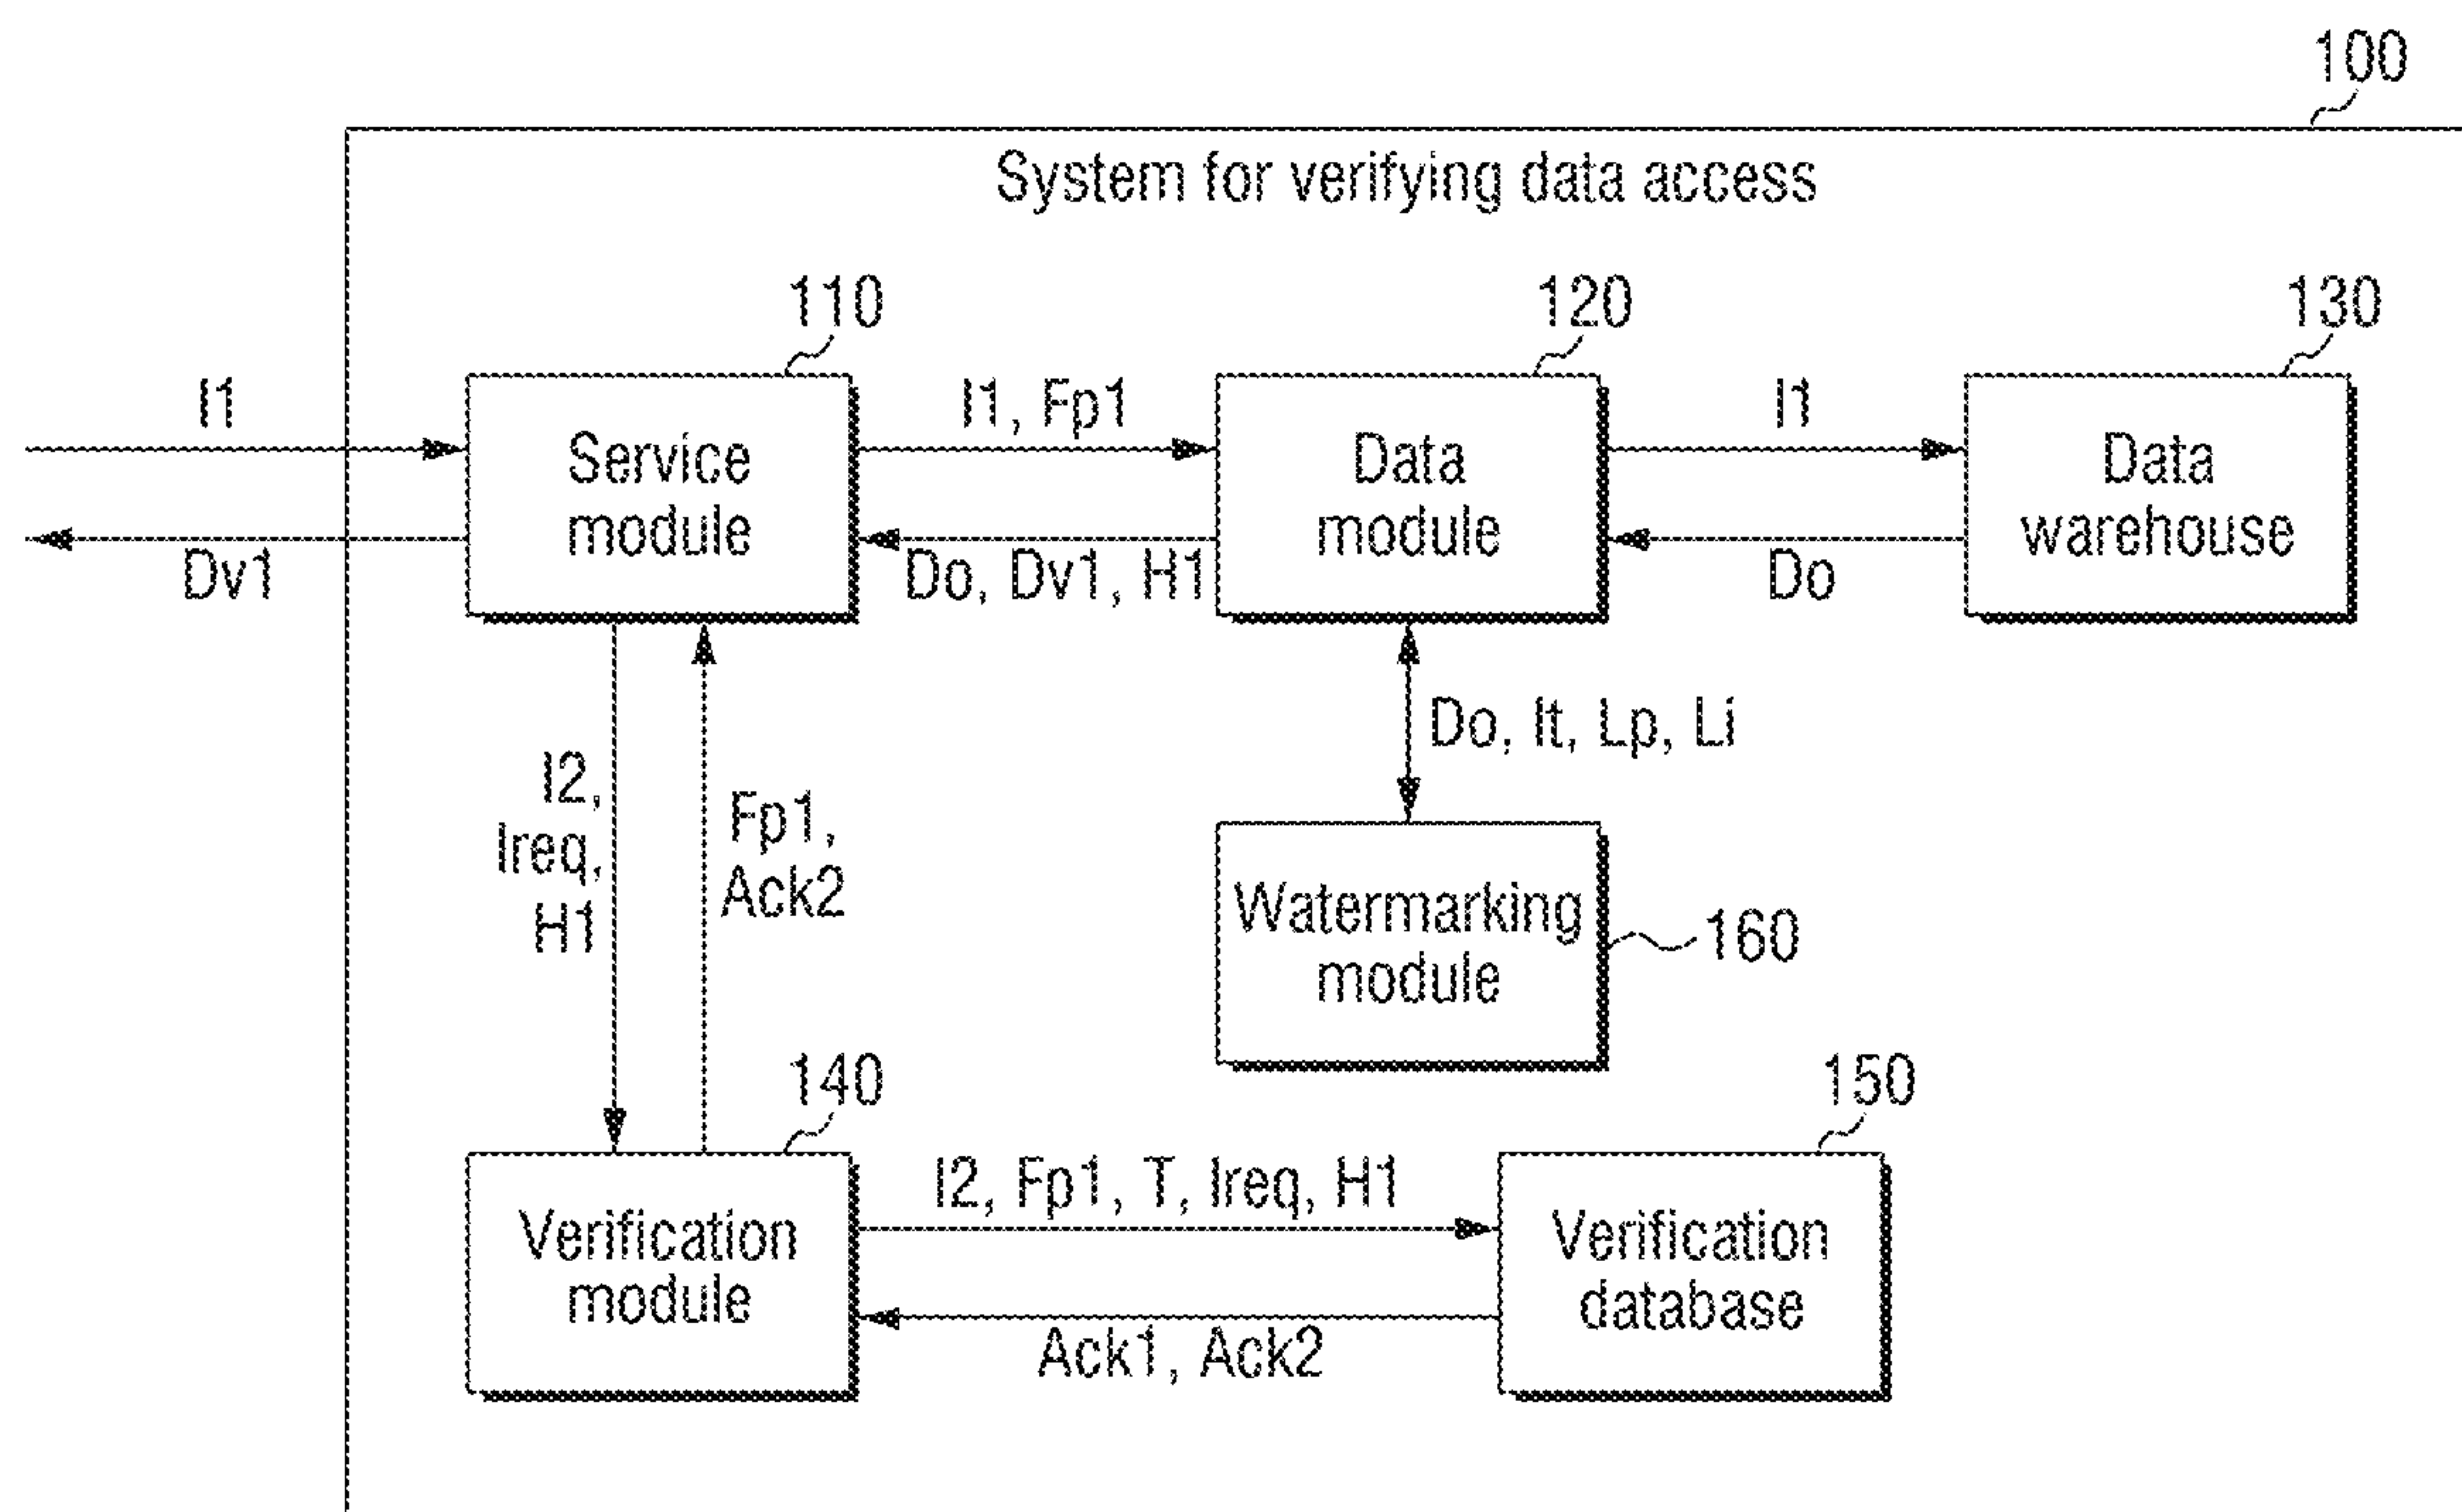 100
System for verifying data access
110
120
130
I1
I1, Fp1
I1
Service
module
Data
module
Data
warehouse
Dv1
Do, Dv1, H1
Do
Do, It, Lp, Li
I2,
Ireq,
H1
Fp1,
Ack2
Watermarking
module
160
140
150
I2, Fp1, T, Ireq, H1
Verification
module
Verification
database
Ack1, Ack2